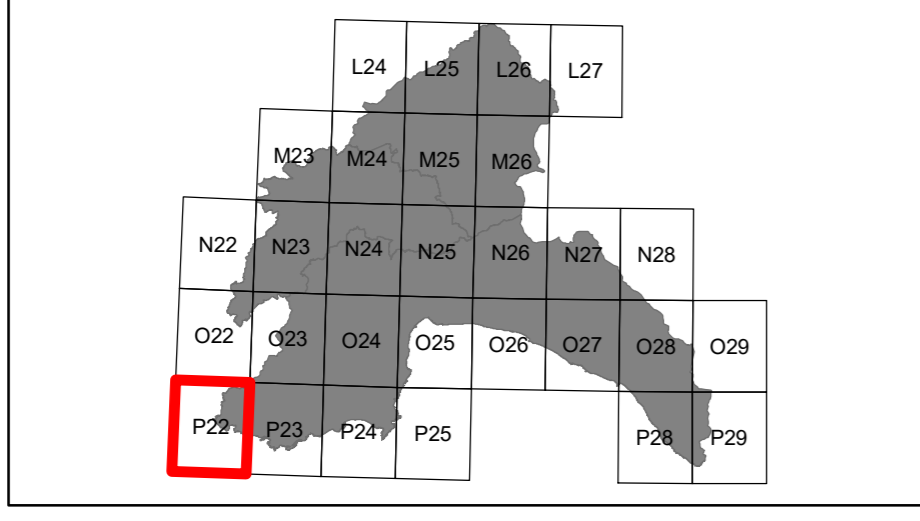 L24 L25 L26 L27
M23 M24 M25 M26
N22 N23 N24 N25 N26 N27 N28
O22 O23 O24 O25 O26 O27 O28 O29
P22 P23 P24 P25 P28 P29